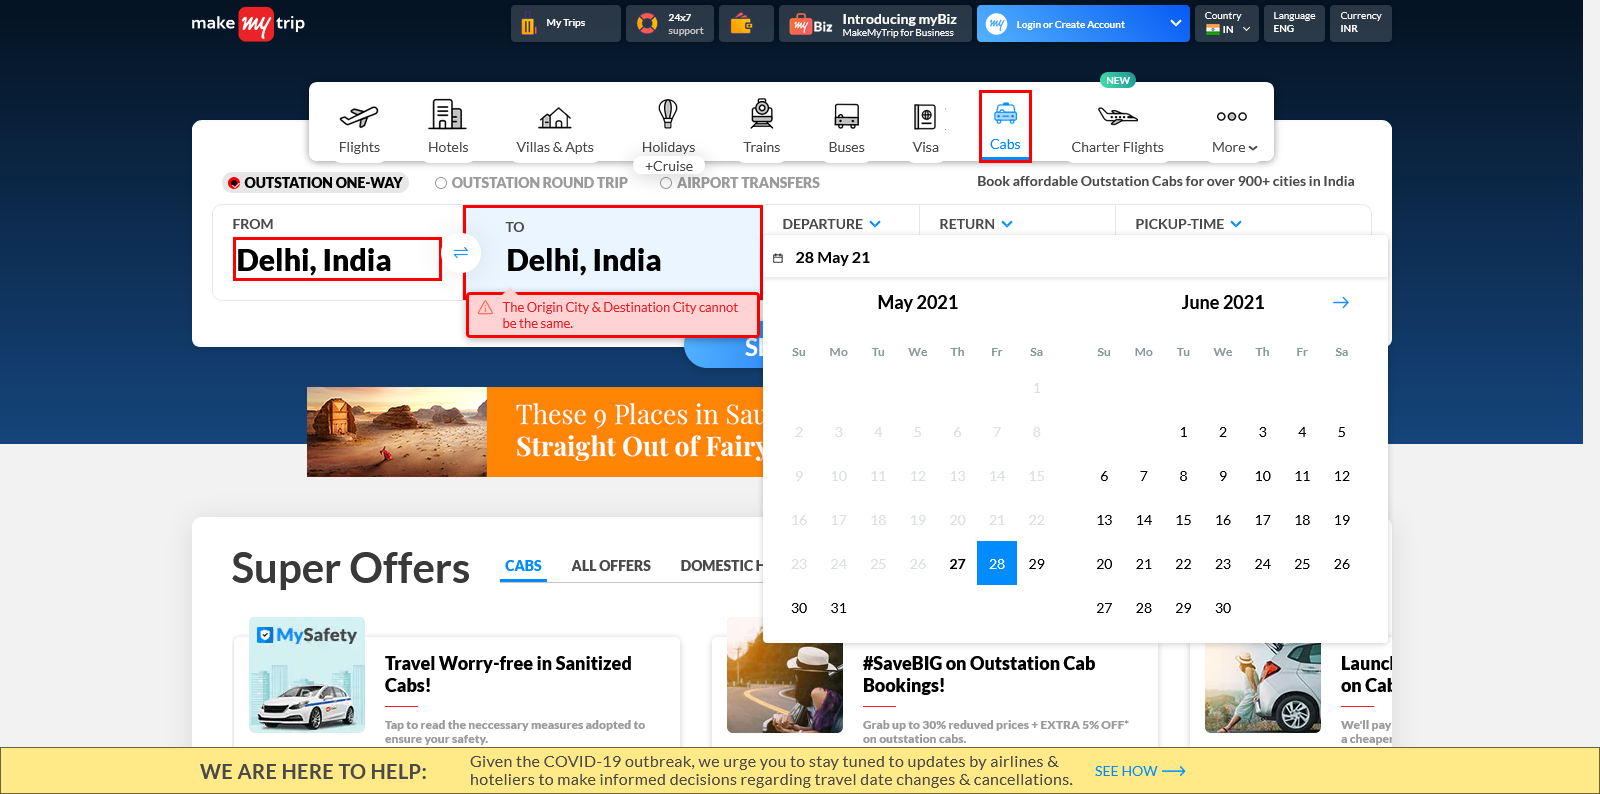 make my trip
My Trips
24x7
support
my Biz
Introducing myBiz
MakeMyTrip for Business
my
Login or Create Account
Country
IN
Language
ENG
Currency
INR
NEW
Flights
Hotels
Villas & Apts
Holidays
+Cruise
Trains
Buses
Visa
Cabs
Charter Flights
More
OUTSTATION ONE-WAY
OUTSTATION ROUND TRIP
AIRPORT TRANSFERS
Book affordable Outstation Cabs for over 900+ cities in India
FROM
Delhi, India
TO
Delhi, India
DEPARTURE
RETURN
PICKUP-TIME
The Origin City & Destination City cannot
be the same.
28 May 21
May 2021
Su Mo Tu We Th Fr Sa
1
2 3 4 5 6 7 8
9 10 11 12 13 14 15
16 17 18 19 20 21 22
23 24 25 26 27 28 29
30 31
June 2021
Su Mo Tu We Th Fr Sa
1 2 3 4 5
6 7 8 9 10 11 12
13 14 15 16 17 18 19
20 21 22 23 24 25 26
27 28 29 30
These 9 Places in
Straight Out of
Super Offers
CABS
ALL OFFERS
DOMESTIC
MySafety
Travel Worry-free in Sanitized
Cabs!
Tap to read the neccessary measures adopted to
ensure your safety.
#SaveBIG on Outstation Cab
Bookings!
Grab up to 30% reduved prices + EXTRA 5% OFF*
on outstation cabs.
on
We'll pay
a
WE ARE HERE TO HELP:
Given the COVID-19 outbreak, we urge you to stay tuned to updates by airlines &
hoteliers to make informed decisions regarding travel date changes & cancellations.
SEE HOW